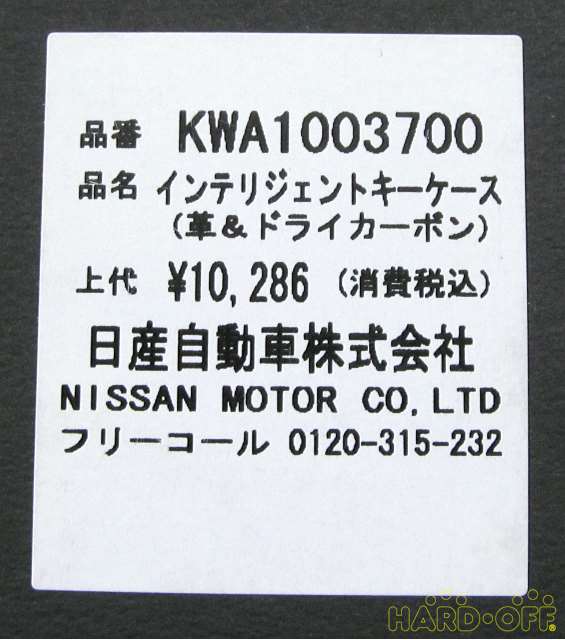 品番 KWA1003700
品名 インテリジェントキーケース
(革&ドライカーボン)
上代 ¥10,286 (消費税込)
日産自動車株式会社
NISSAN MOTOR CO,LTD
フリーコール 0120-315-232
HARD·OFF